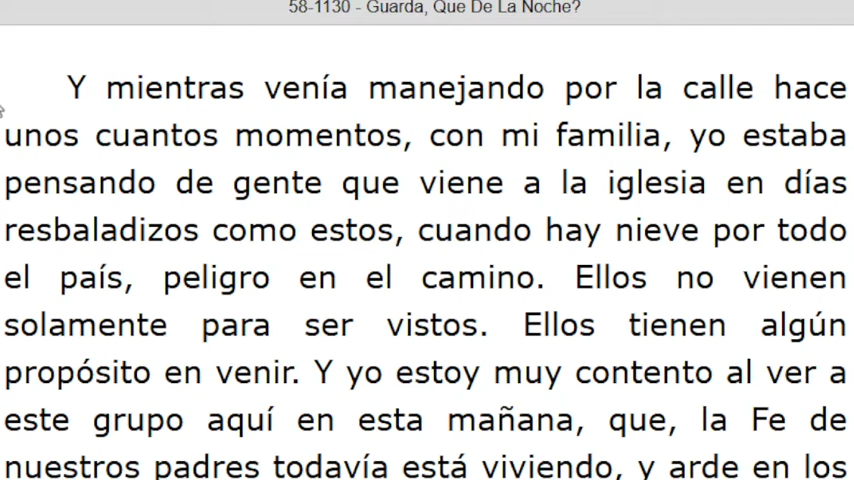 58-1130 - Guarda, Que De La Noche?
Y mientras venía manejando por la calle hace
unos cuantos momentos, con mi familia, yo estaba
pensando de gente que viene a la iglesia en días
resbaladizos como estos, cuando hay nieve por todo
el país, peligro en el camino. Ellos no vienen
solamente para ser vistos. Ellos tienen algún
propósito en venir. Y yo estoy muy contento al ver a
este grupo aquí en esta mañana, que, la Fe de
nuestros padres todavía está viviendo, y arde en los